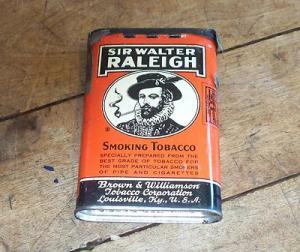 SIR WALTER
RALEIGH
®
SMOKING TOBACCO
SPECIALLY PREPARED FROM THE
BEST GRADE OF TOBACCO FOR
THE MOST PARTICULAR SMOKERS
OF PIPE AND CIGARETTES
Brown & Williamson
Tobacco Corporation
Louisville, Ky., U.S.A.